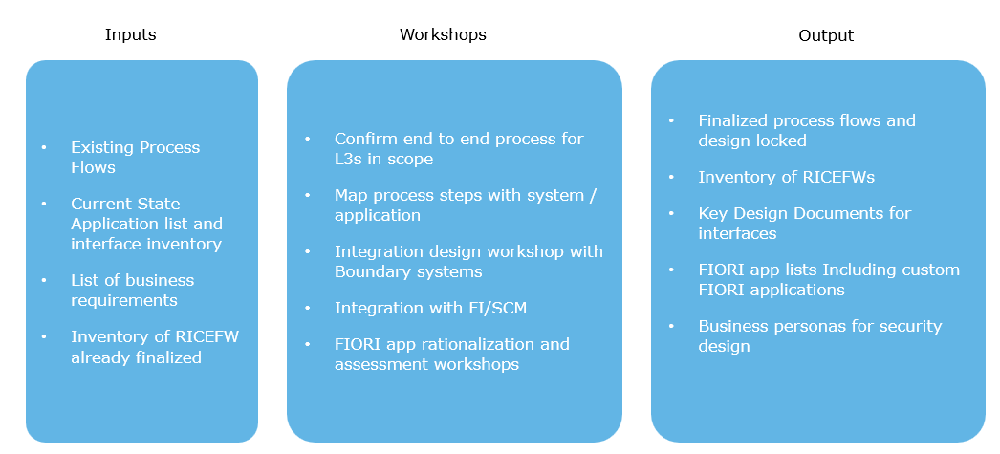 Inputs
Workshops
Output
• Existing Process
Flows
• Current State
Application list and
interface inventory
• List of business
requirements
• Inventory of RICEFW
already finalized
• Confirm end to end process for
L3s in scope
• Map process steps with system /
application
• Integration design workshop with
Boundary systems
• Integration with FI/SCM
• FIORI app rationalization and
assessment workshops
• Finalized process flows and
design locked
• Inventory of RICEFWs
• Key Design Documents for
interfaces
• FIORI app lists Including custom
FIORI applications
• Business personas for security
design